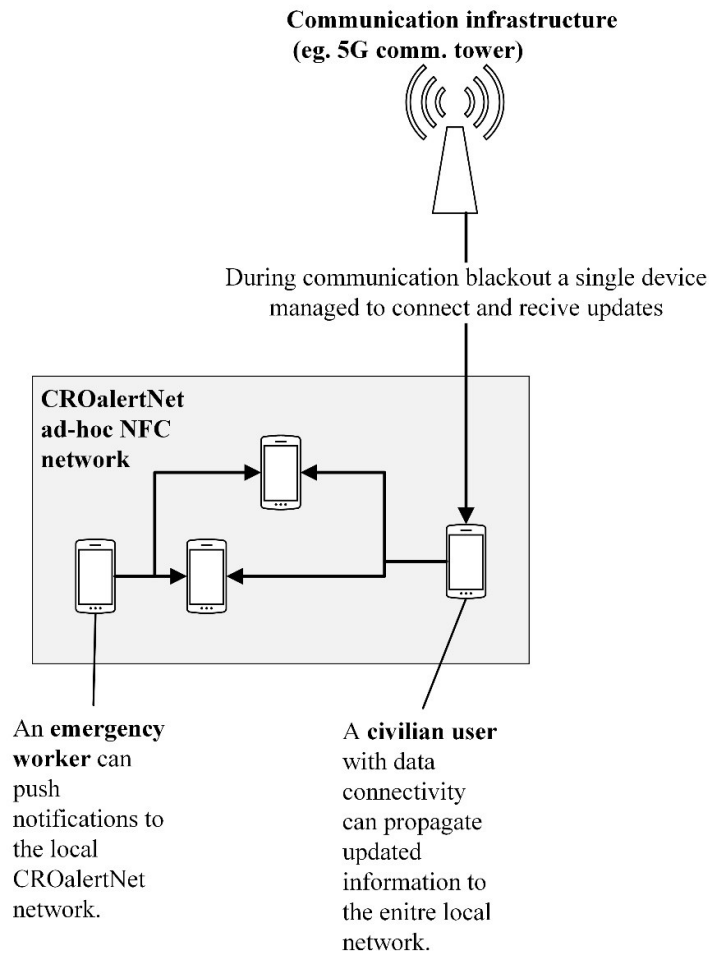 Communication infrastructure
(eg. 5G comm. tower)
During communication blackout a single device
managed to connect and recive updates
CROalertNet
ad-hoc NFC
network
An emergency
worker can
push
notifications to
the local
CROalertNet
network.
A civilian user
with data
connectivity
can propagate
updated
information to
the enitre local
network.